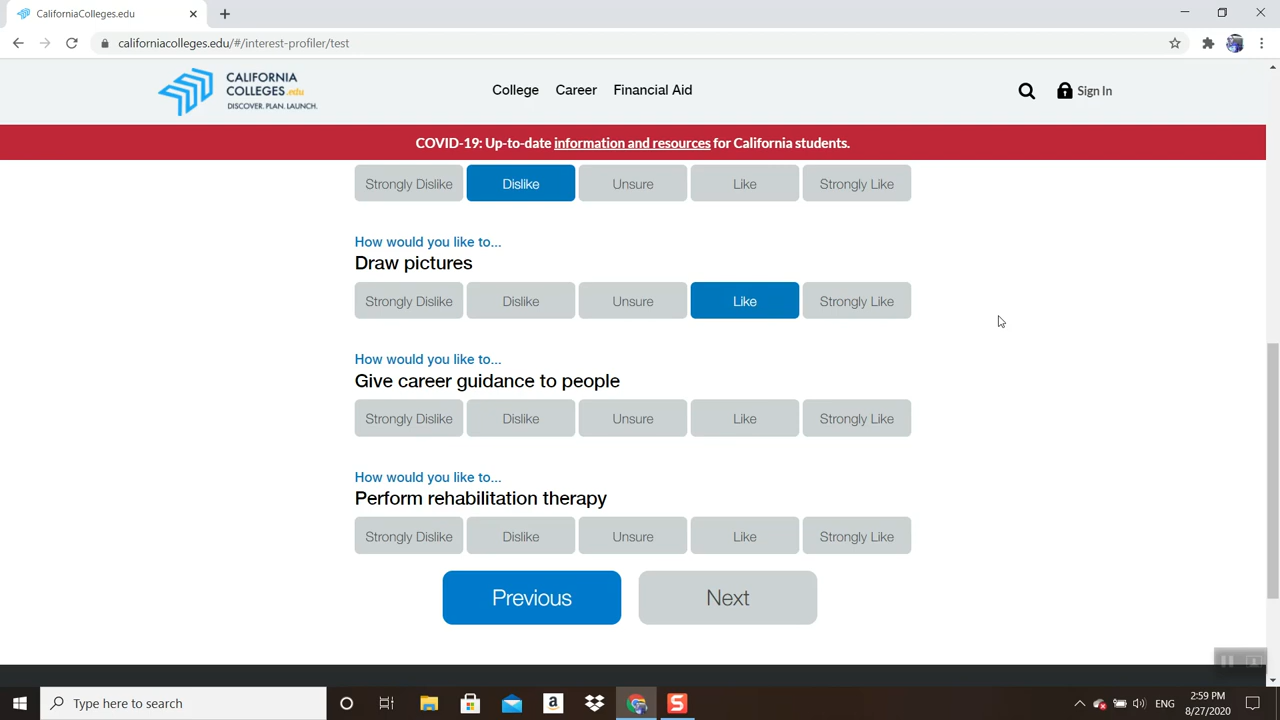 CaliforniaColleges.edu
californiacolleges.edu/#/interest-profiler/test
CALIFORNIA
COLLEGES.edu
DISCOVER. PLAN. LAUNCH.
College Career Financial Aid
Sign In
COVID-19: Up-to-date information and resources for California students.
Strongly Dislike Dislike Unsure Like Strongly Like
How would you like to...
Draw pictures
Strongly Dislike Dislike Unsure Like Strongly Like
How would you like to...
Give career guidance to people
Strongly Dislike Dislike Unsure Like Strongly Like
How would you like to...
Perform rehabilitation therapy
Strongly Dislike Dislike Unsure Like Strongly Like
Previous Next
Type here to search
a
S
ENG
2:59 PM
8/27/2020